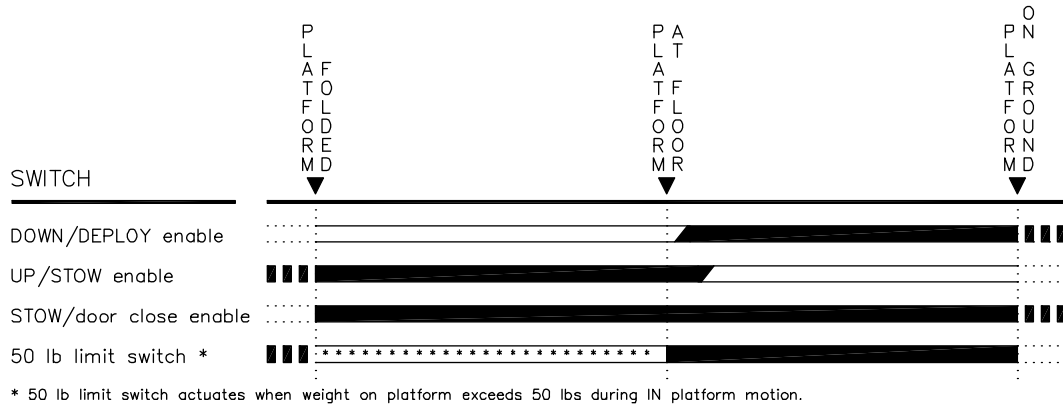 PLATFORM
FOLDED
PLATFORM
AT FLOOR
PLATFORM
ON GROUND
SWITCH
DOWN/DEPLOY enable
UP/STOW enable
STOW/door close enable
50 lb limit switch *
* * * * * * * * * * * * * * * * * * * * * * * *
* 50 lb limit switch actuates when weight on platform exceeds 50 lbs during IN platform motion.